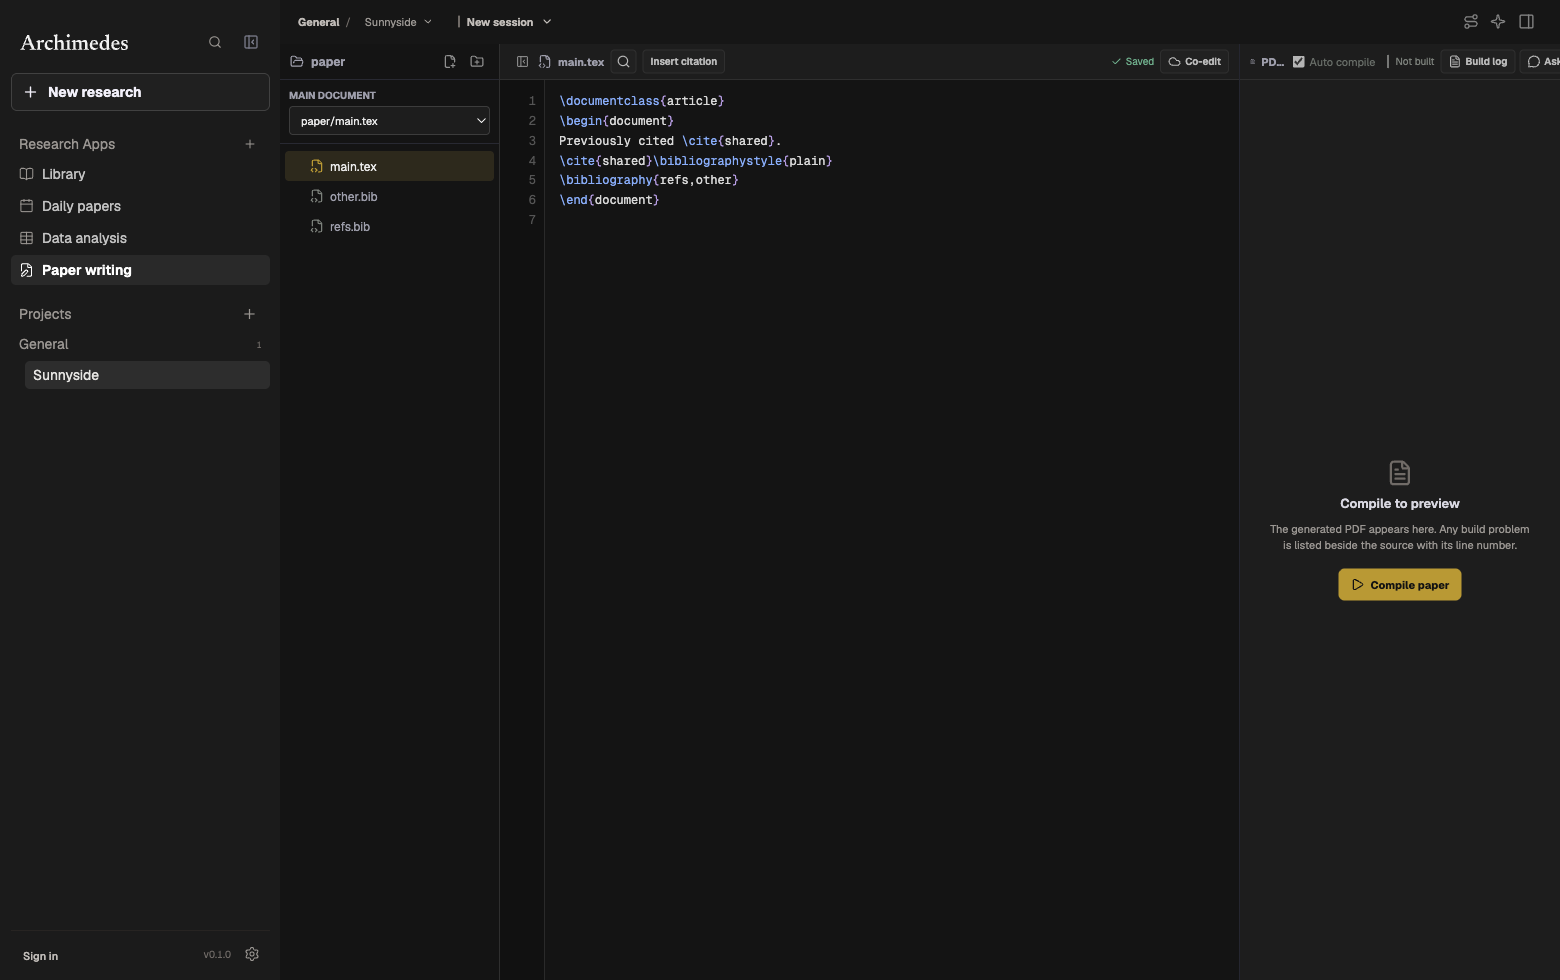 Archimedes
New research
Research Apps
Library
Daily papers
Data analysis
Paper writing
Projects
General 1
Sunnyside
Sign in v0.1.0
General / Sunnyside New session
paper
MAIN DOCUMENT
paper/main.tex
main.tex
other.bib
refs.bib
main.tex Insert citation Saved Co-edit
1 \documentclass{article}
2 \begin{document}
3 Previously cited \cite{shared}.
4 \cite{shared}\bibliographystyle{plain}
5 \bibliography{refs,other}
6 \end{document}
7
PD... Auto compile Not built Build log Ask
Compile to preview
The generated PDF appears here. Any build problem
is listed beside the source with its line number.
Compile paper